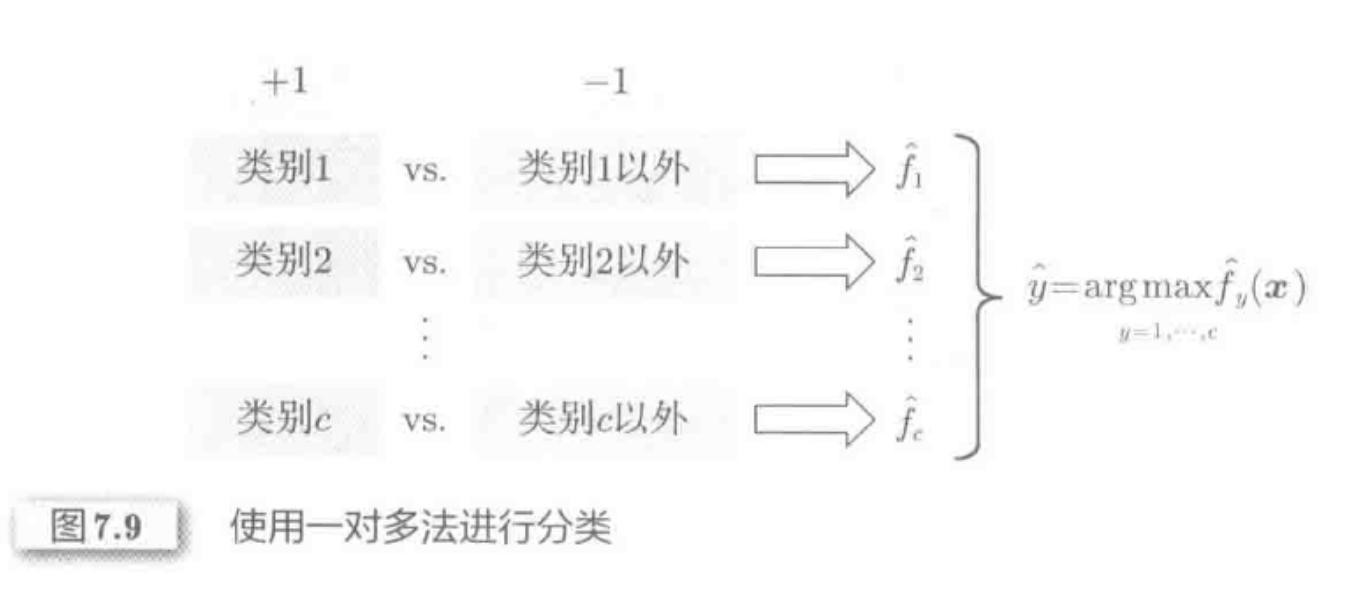 +1 −1
类别1 vs. 类别1以外 f̂₁
类别2 vs. 类别2以外 f̂₂
ŷ=arg max f̂y(x)
y=1,⋯,c
⋮ ⋮
类别c vs. 类别c以外 f̂c
图7.9 使用一对多法进行分类